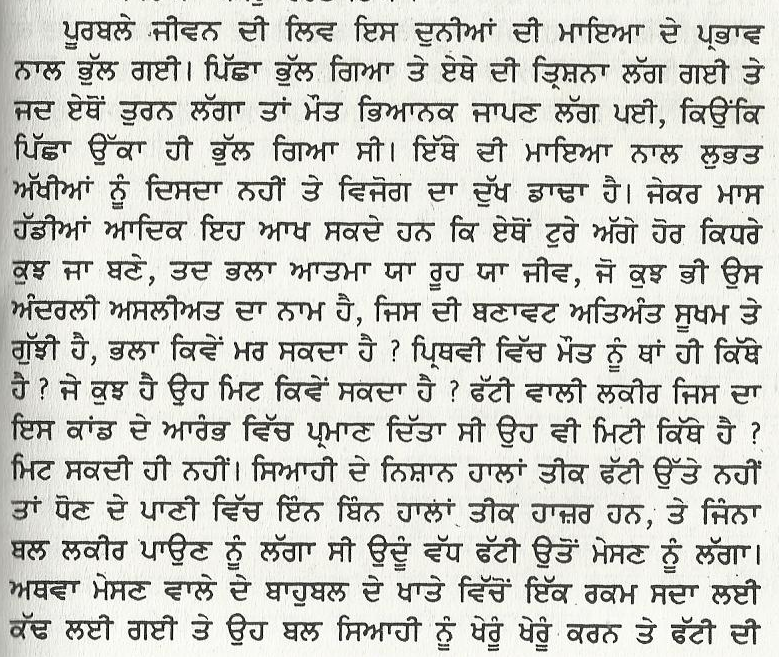 ਪੂਰਬਲੇ ਜੀਵਨ ਦੀ ਲਿਵ ਇਸ ਦੁਨੀਆਂ ਦੀ ਮਾਇਆ ਦੇ ਪ੍ਰਭਾਵ
ਨਾਲ ਭੁੱਲ ਗਈ। ਪਿੱਛਾ ਭੁੱਲ ਗਿਆ ਤੇ ਏਥੇ ਦੀ ਤ੍ਰਿਸ਼ਨਾ ਲੱਗ ਗਈ ਤੇ
ਜਦ ਏਥੋਂ ਤੁਰਨ ਲੱਗਾ ਤਾਂ ਮੌਤ ਭਿਆਨਕ ਜਾਪਣ ਲੱਗ ਪਈ, ਕਿਉਂਕਿ
ਪਿੱਛਾ ਉੱਕਾ ਹੀ ਭੁੱਲ ਗਿਆ ਸੀ। ਇੱਥੇ ਦੀ ਮਾਇਆ ਨਾਲ ਲੁਭਤ
ਅੱਖੀਆਂ ਨੂੰ ਦਿਸਦਾ ਨਹੀਂ ਤੇ ਵਿਜੋਗ ਦਾ ਦੁੱਖ ਡਾਢਾ ਹੈ। ਜੇਕਰ ਮਾਸ
ਹੱਡੀਆਂ ਆਦਿਕ ਇਹ ਆਖ ਸਕਦੇ ਹਨ ਕਿ ਏਥੋਂ ਟੁਰੇ ਅੱਗੇ ਹੋਰ ਕਿਧਰੇ
ਕੁਝ ਜਾ ਬਣੇ, ਤਦ ਭਲਾ ਆਤਮਾ ਯਾ ਰੂਹ ਯਾ ਜੀਵ, ਜੋ ਕੁਝ ਭੀ ਉਸ
ਅੰਦਰਲੀ ਅਸਲੀਅਤ ਦਾ ਨਾਮ ਹੈ, ਜਿਸ ਦੀ ਬਣਾਵਟ ਅਤਿਅੰਤ ਸੂਖਮ ਤੇ
ਗੁੱਝੀ ਹੈ, ਭਲਾ ਕਿਵੇਂ ਮਰ ਸਕਦਾ ਹੈ ? ਪ੍ਰਿਥਵੀ ਵਿੱਚ ਮੌਤ ਨੂੰ ਥਾਂ ਹੀ ਕਿੱਥੇ
ਹੈ ? ਜੇ ਕੁਝ ਹੈ ਉਹ ਮਿਟ ਕਿਵੇਂ ਸਕਦਾ ਹੈ ? ਫੱਟੀ ਵਾਲੀ ਲਕੀਰ ਜਿਸ ਦਾ
ਇਸ ਕਾਂਡ ਦੇ ਆਰੰਭ ਵਿੱਚ ਪ੍ਰਮਾਣ ਦਿੱਤਾ ਸੀ ਉਹ ਵੀ ਮਿਟੀ ਕਿੱਥੇ ਹੈ ?
ਮਿਟ ਸਕਦੀ ਹੀ ਨਹੀਂ। ਸਿਆਹੀ ਦੇ ਨਿਸ਼ਾਨ ਹਾਲਾਂ ਤੀਕ ਫੱਟੀ ਉੱਤੇ ਨਹੀਂ
ਤਾਂ ਧੋਣ ਦੇ ਪਾਣੀ ਵਿੱਚ ਇੰਨ ਬਿੰਨ ਹਾਲਾਂ ਤੀਕ ਹਾਜ਼ਰ ਹਨ, ਤੇ ਜਿੰਨਾ
ਬਲ ਲਕੀਰ ਪਾਉਣ ਨੂੰ ਲੱਗਾ ਸੀ ਉਦੂੰ ਵੱਧ ਫੱਟੀ ਉਤੋਂ ਮੇਸਣ ਨੂੰ ਲੱਗਾ।
ਅਥਵਾ ਮੇਸਣ ਵਾਲੇ ਦੇ ਬਾਹੁਬਲ ਦੇ ਖਾਤੇ ਵਿੱਚੋਂ ਇੱਕ ਰਕਮ ਸਦਾ ਲਈ
ਕੱਢ ਲਈ ਗਈ ਤੇ ਉਹ ਬਲ ਸਿਆਹੀ ਨੂੰ ਖੇਰੂੰ ਖੇਰੂੰ ਕਰਨ ਤੇ ਫੱਟੀ ਦੀ